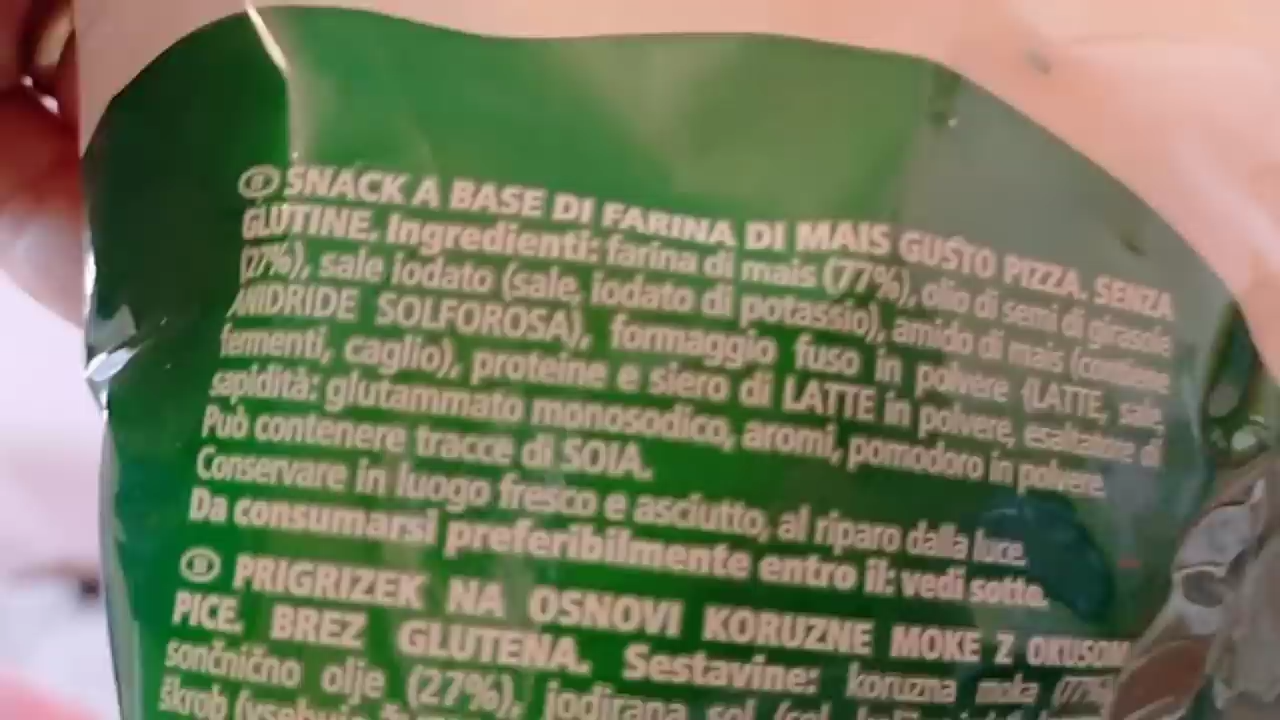 SNACK A BASE DI FARINA DI MAIS GUSTO PIZZA. SENZA
GLUTINE. Ingredienti: farina di mais (77%), olio di semi di girasole
(27%), sale iodato (sale, iodato di potassio), amido di mais (contiene
ANIDRIDE SOLFOROSA), formaggio fuso in polvere (LATTE, sale,
fermenti, caglio), proteine e siero di LATTE in polvere, esaltatore di
sapidità: glutammato monosodico, aromi, pomodoro in polvere.
Può contenere tracce di SOIA.
Conservare in luogo fresco e asciutto, al riparo dalla luce.
Da consumarsi preferibilmente entro il: vedi sotto.
PRIGRIZEK NA OSNOVI KORUZNE MOKE Z OKUSOM
PICE. BREZ GLUTENA. Sestavine: koruzna moka (77%)
sončnično olje (27%), jodirana sol (sol,
škrob